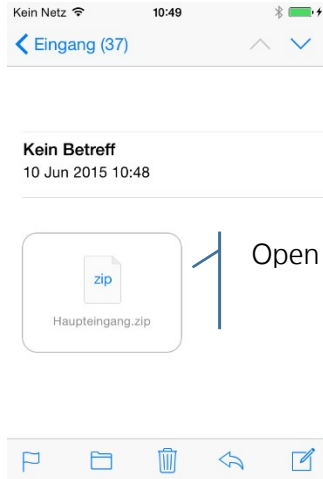 Kein Netz 10:49
Eingang (37)
Kein Betreff
10 Jun 2015 10:48
Open
zip
Haupteingang.zip